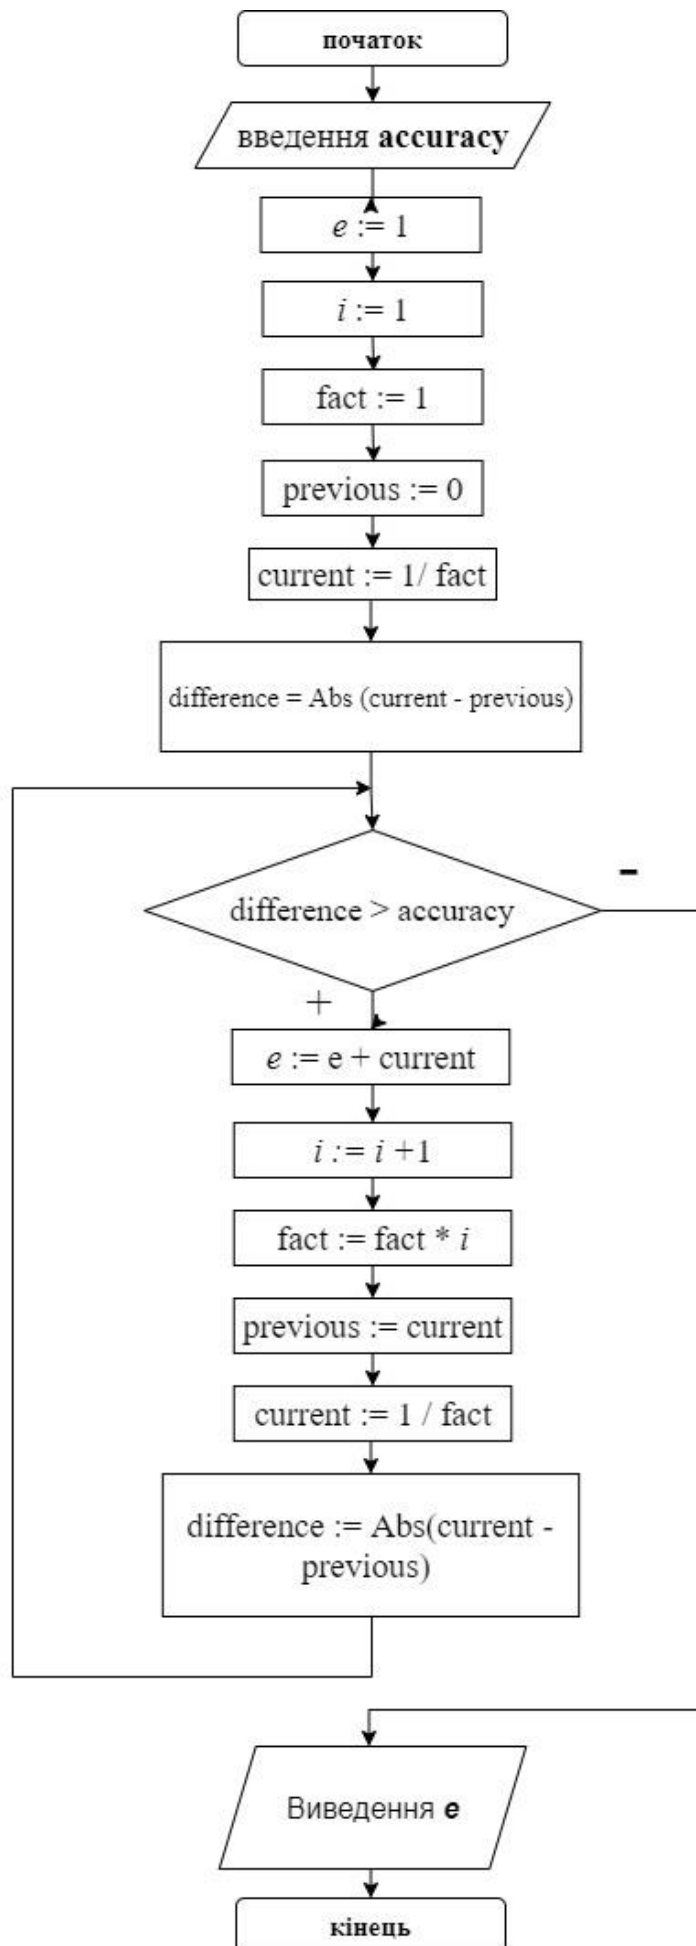 початок
введення accuracy
e := 1
i := 1
fact := 1
previous := 0
current := 1/ fact
difference = Abs (current - previous)
-
difference > accuracy
+
e := e + current
i := i +1
fact := fact * i
previous := current
current := 1 / fact
difference := Abs(current -
previous)
Виведення e
кінець